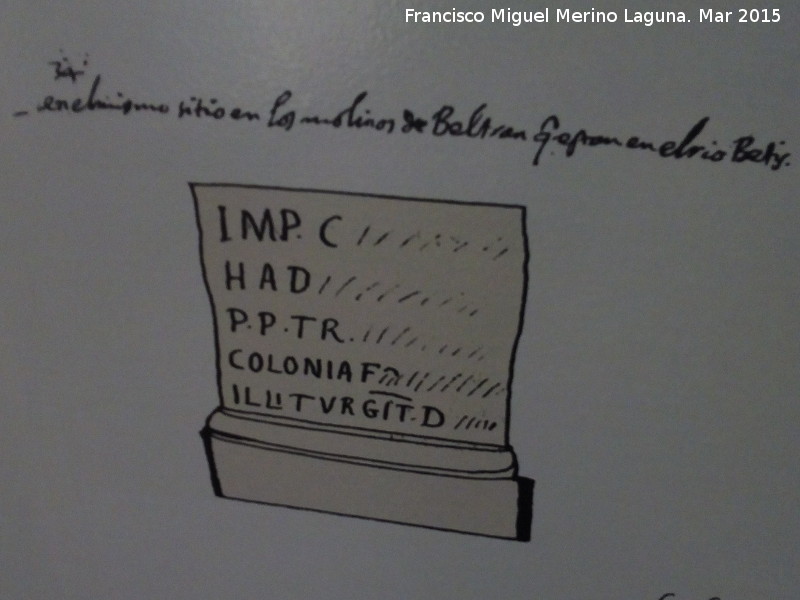 Francisco Miguel Merino Laguna. Mar 2015
en el mismo sitio en los molinos de Beltran q. estan en el rio Betis.
IMP. C
HAD
P.P.TR.
COLONIA F
ILLITVRGIT.D